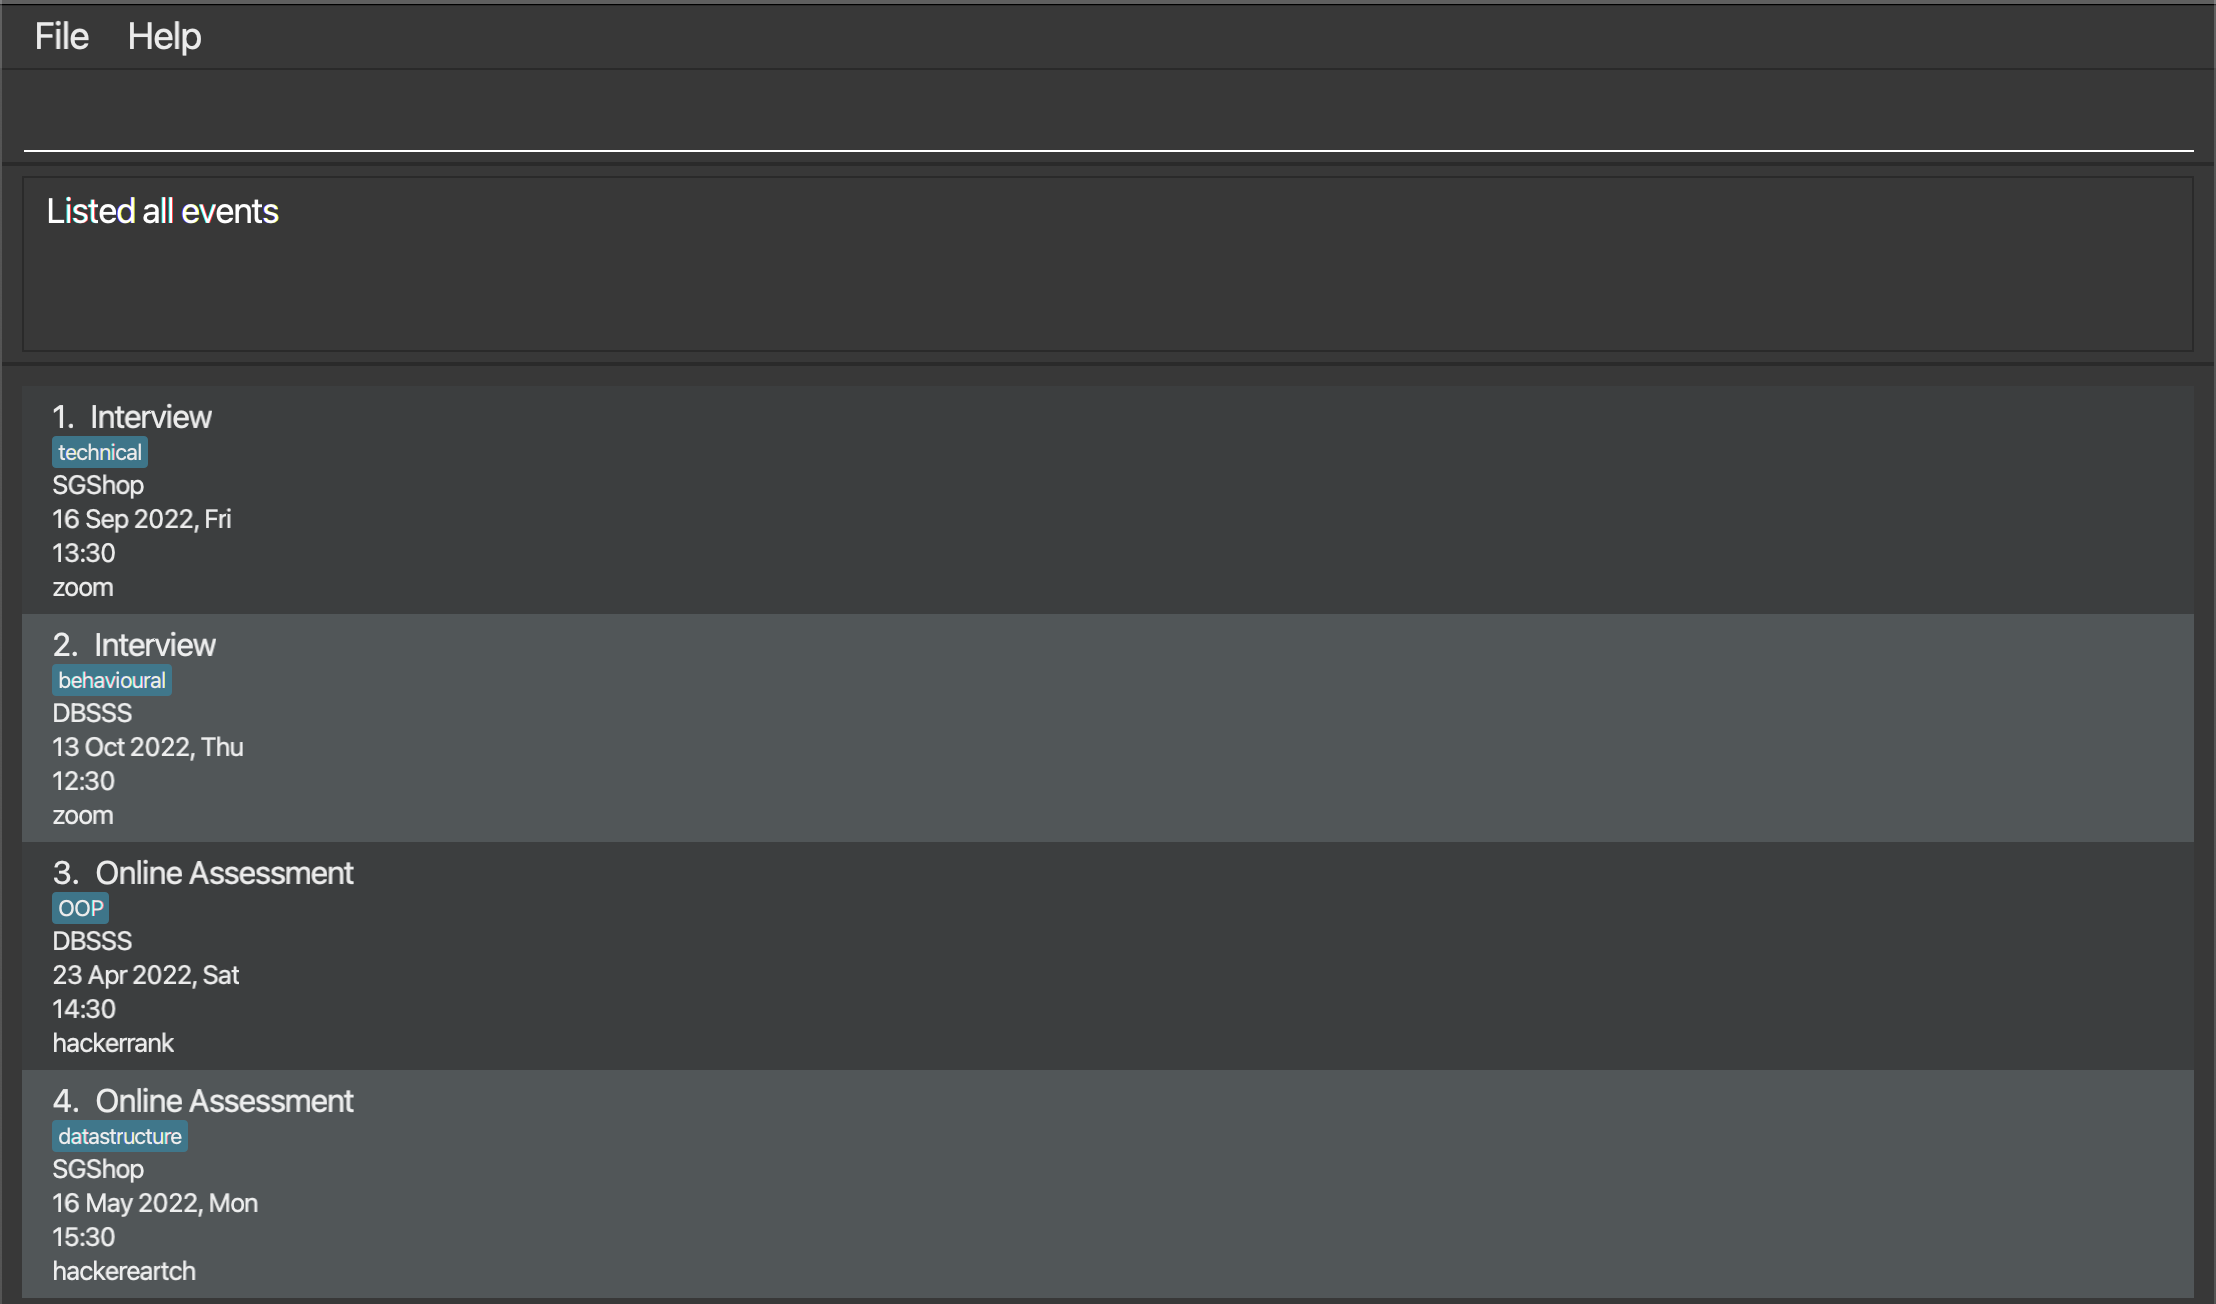 File Help
Listed all events
1. Interview
technical
SGShop
16 Sep 2022, Fri
13:30
zoom
2. Interview
behavioural
DBSSS
13 Oct 2022, Thu
12:30
zoom
3. Online Assessment
OOP
DBSSS
23 Apr 2022, Sat
14:30
hackerrank
4. Online Assessment
datastructure
SGShop
16 May 2022, Mon
15:30
hackereartch